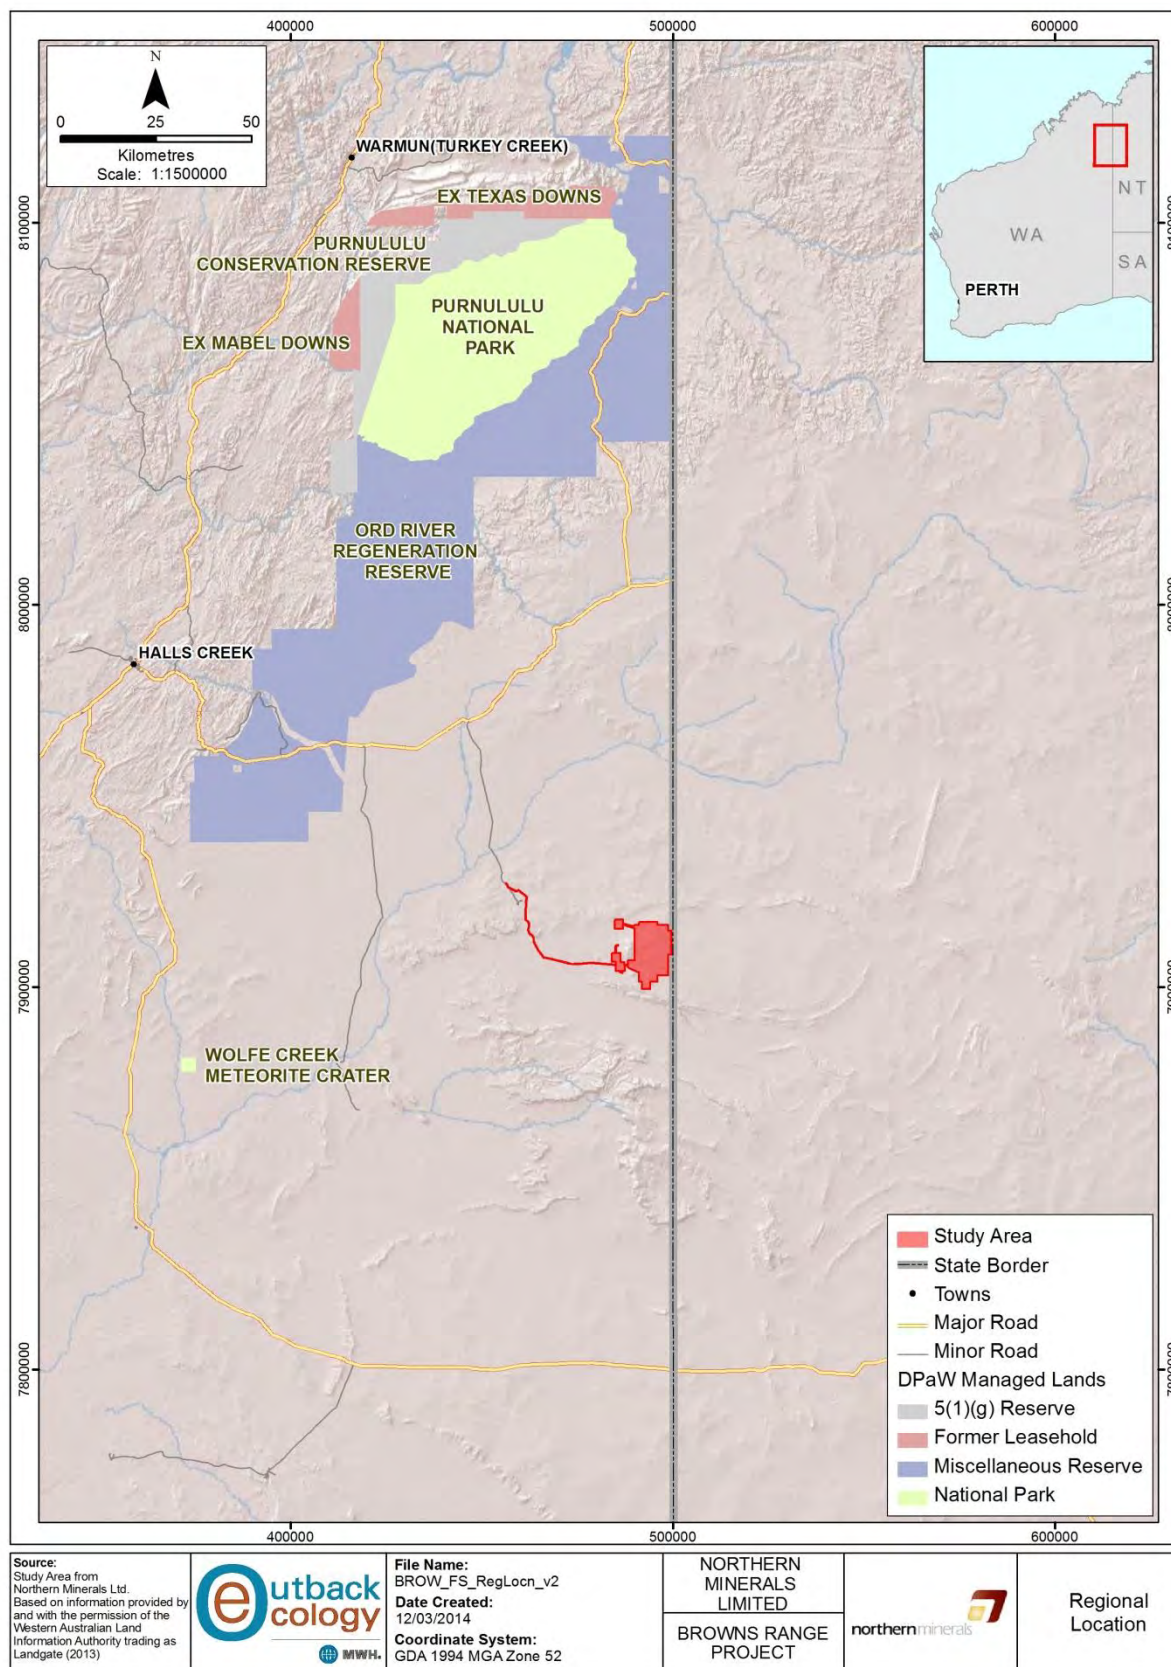 400000
500000
600000
N
0
25
50
Kilometres
Scale: 1:1500000
WARMUN(TURKEY CREEK)
EX TEXAS DOWNS
PURNULULU
CONSERVATION RESERVE
PURNULULU
NATIONAL
PARK
EX MABEL DOWNS
ORD RIVER
REGENERATION
RESERVE
HALLS CREEK
WOLFE CREEK
METEORITE CRATER
WA
NT
SA
PERTH
8100000
8000000
7900000
7800000
8100000
8000000
7900000
7800000
Study Area
State Border
Towns
Major Road
Minor Road
DPaW Managed Lands
5(1)(g) Reserve
Former Leasehold
Miscellaneous Reserve
National Park
400000
500000
600000
Source:
Study Area from
Northern Minerals Ltd.
Based on information provided by
and with the permission of the
Western Australian Land
Information Authority trading as
Landgate (2013)
Outback
ecology
MWH.
File Name:
BROW_FS_RegLocn_v2
Date Created:
12/03/2014
Coordinate System:
GDA 1994 MGA Zone 52
NORTHERN
MINERALS
LIMITED
BROWNS RANGE
PROJECT
northernminerals
Regional
Location